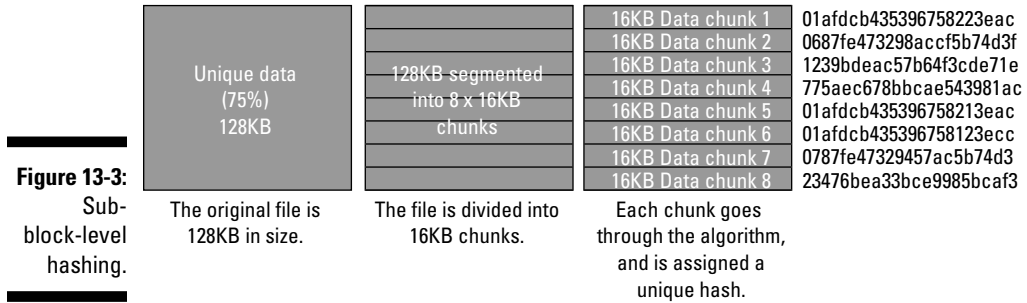 Unique data
(75%)
128KB
128KB segmented
into 8 x 16KB
chunks
16KB Data chunk 1 01afdcb435396758223eac
16KB Data chunk 2 0687fe473298accf5b74d3f
16KB Data chunk 3 1239bdeac57b64f3cde71e
16KB Data chunk 4 775aec678bbcae543981ac
16KB Data chunk 5 01afdcb435396758213eac
16KB Data chunk 6 01afdcb435396758123ecc
16KB Data chunk 7 0787fe47329457ac5b74d3
16KB Data chunk 8 23476bea33bce9985bcaf3
Figure 13-3:
Sub-
block-level
hashing.
The original file is
128KB in size.
The file is divided into
16KB chunks.
Each chunk goes
through the algorithm,
and is assigned a
unique hash.